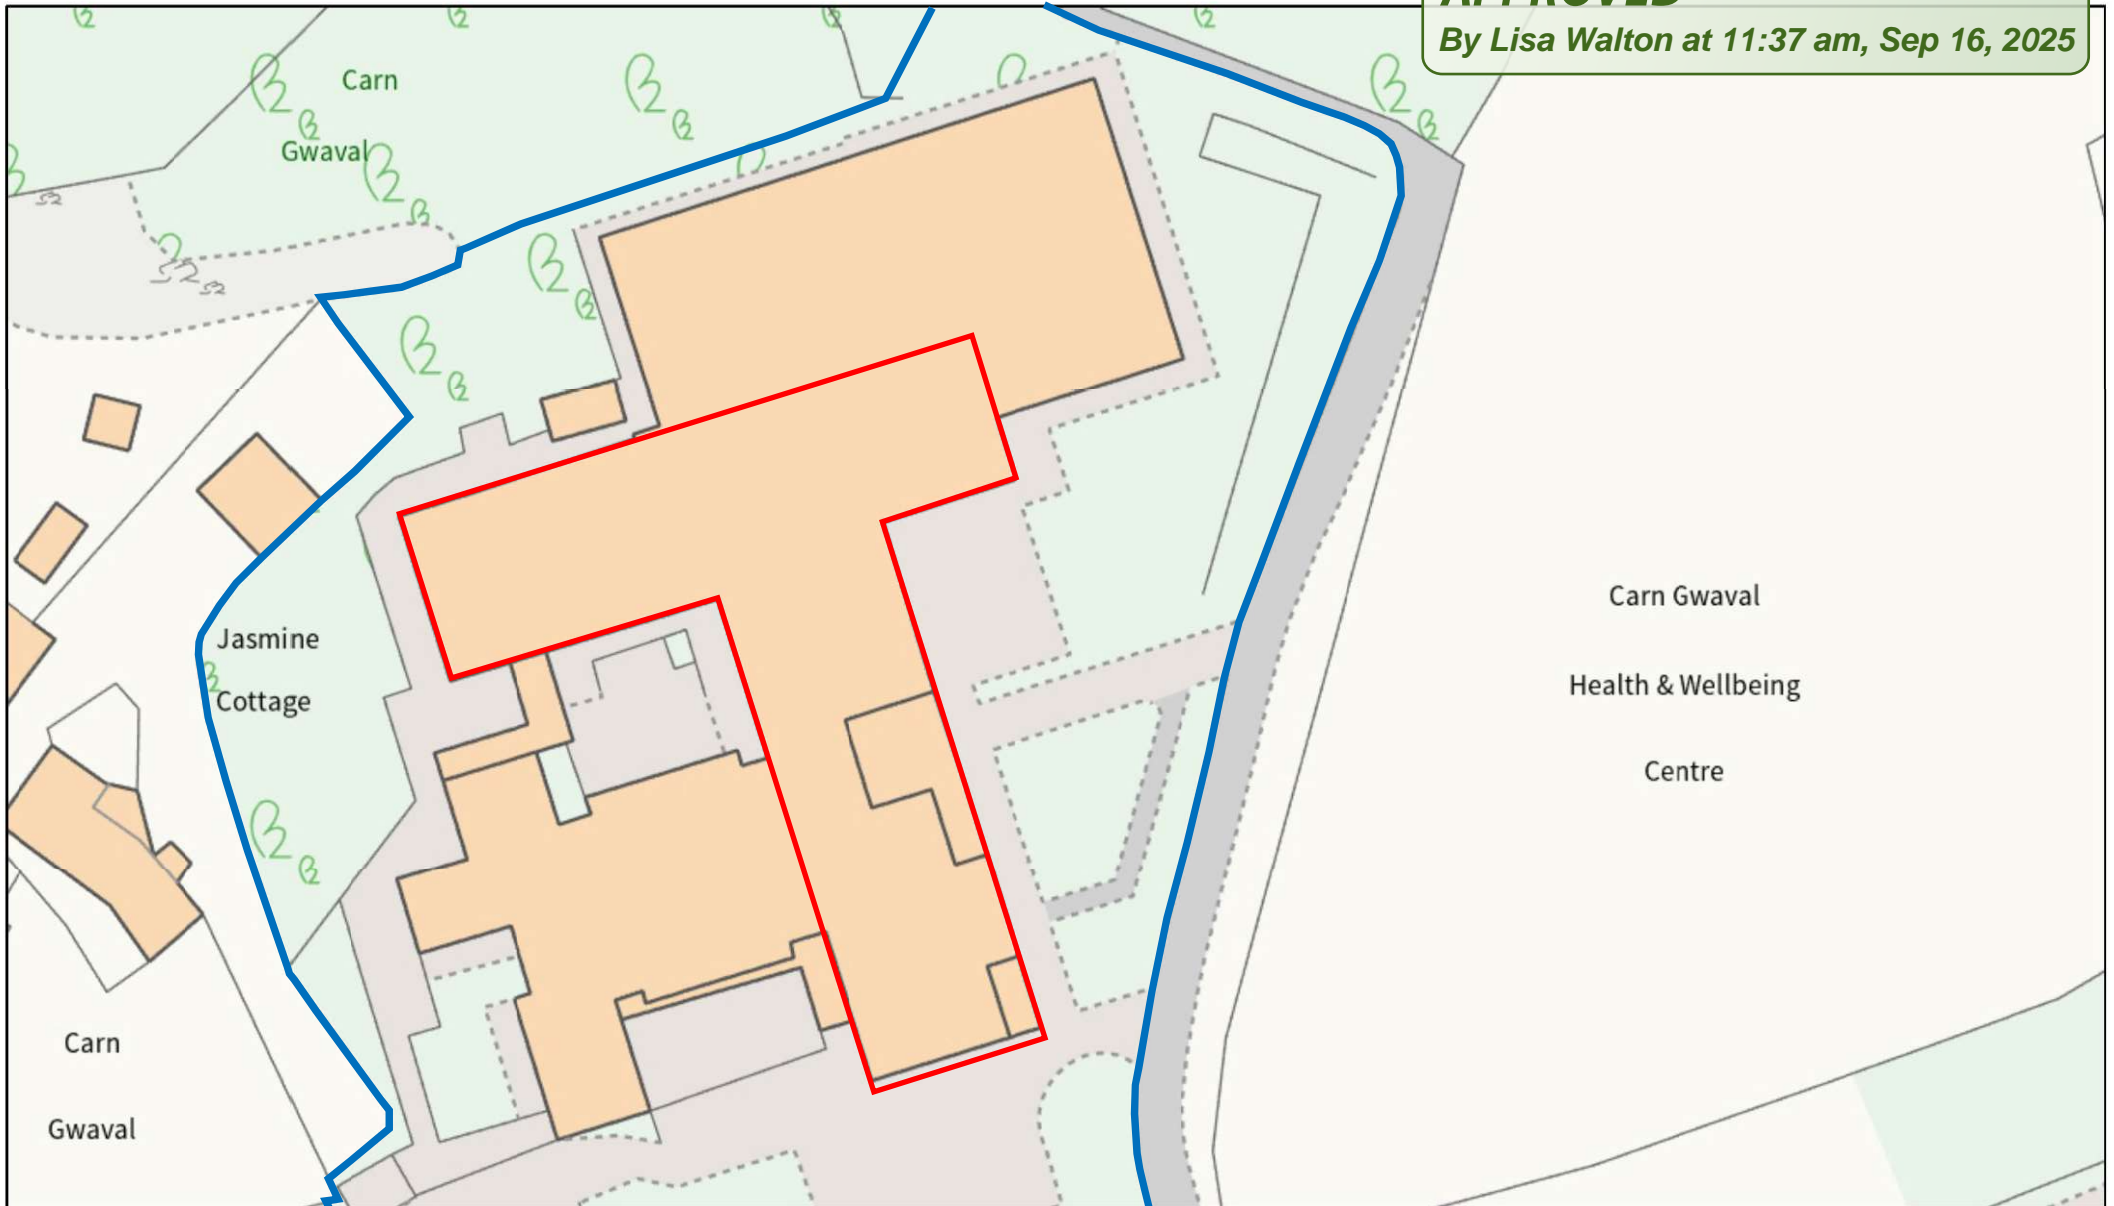 APPROVED
By Lisa Walton at 11:37 am, Sep 16, 2025
Carn
Gwaval
Jasmine
Cottage
Carn Gwaval
Health & Wellbeing
Centre
Carn
Gwaval